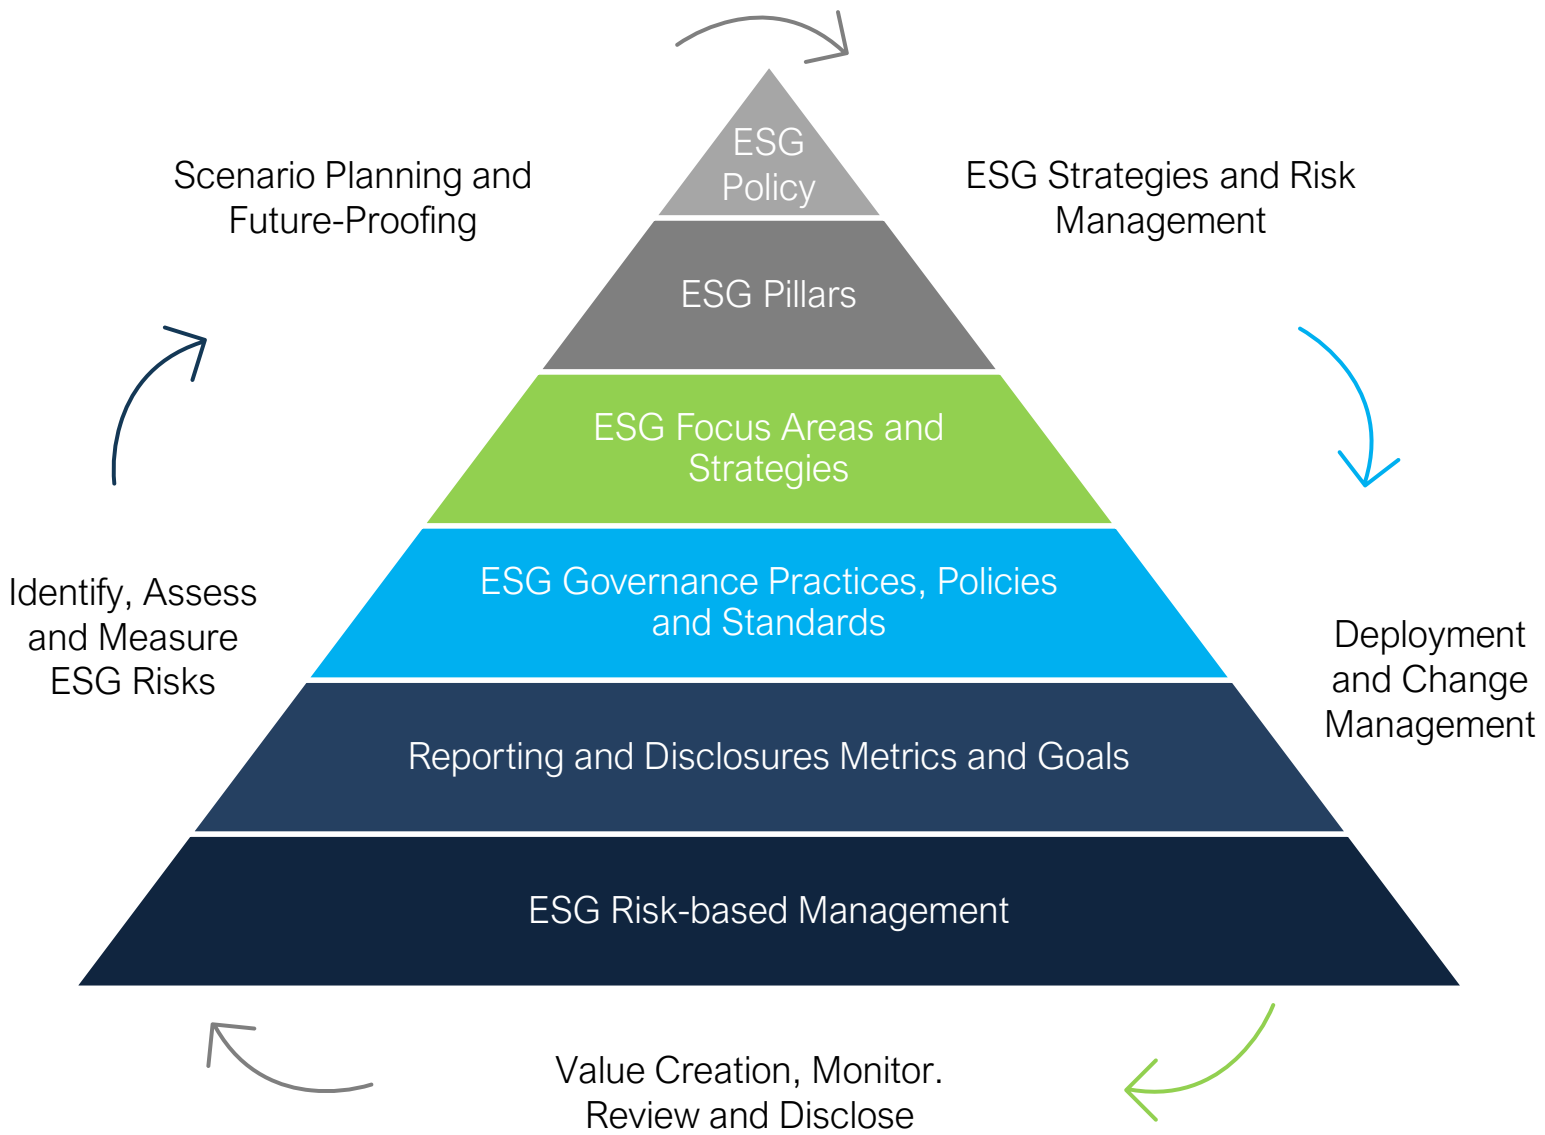 ESG
Policy
Scenario Planning and
Future-Proofing
ESG Strategies and Risk
Management
ESG Pillars
ESG Focus Areas and
Strategies
ESG Governance Practices, Policies
and Standards
Identify, Assess
and Measure
ESG Risks
Deployment
and Change
Management
Reporting and Disclosures Metrics and Goals
ESG Risk-based Management
Value Creation, Monitor.
Review and Disclose